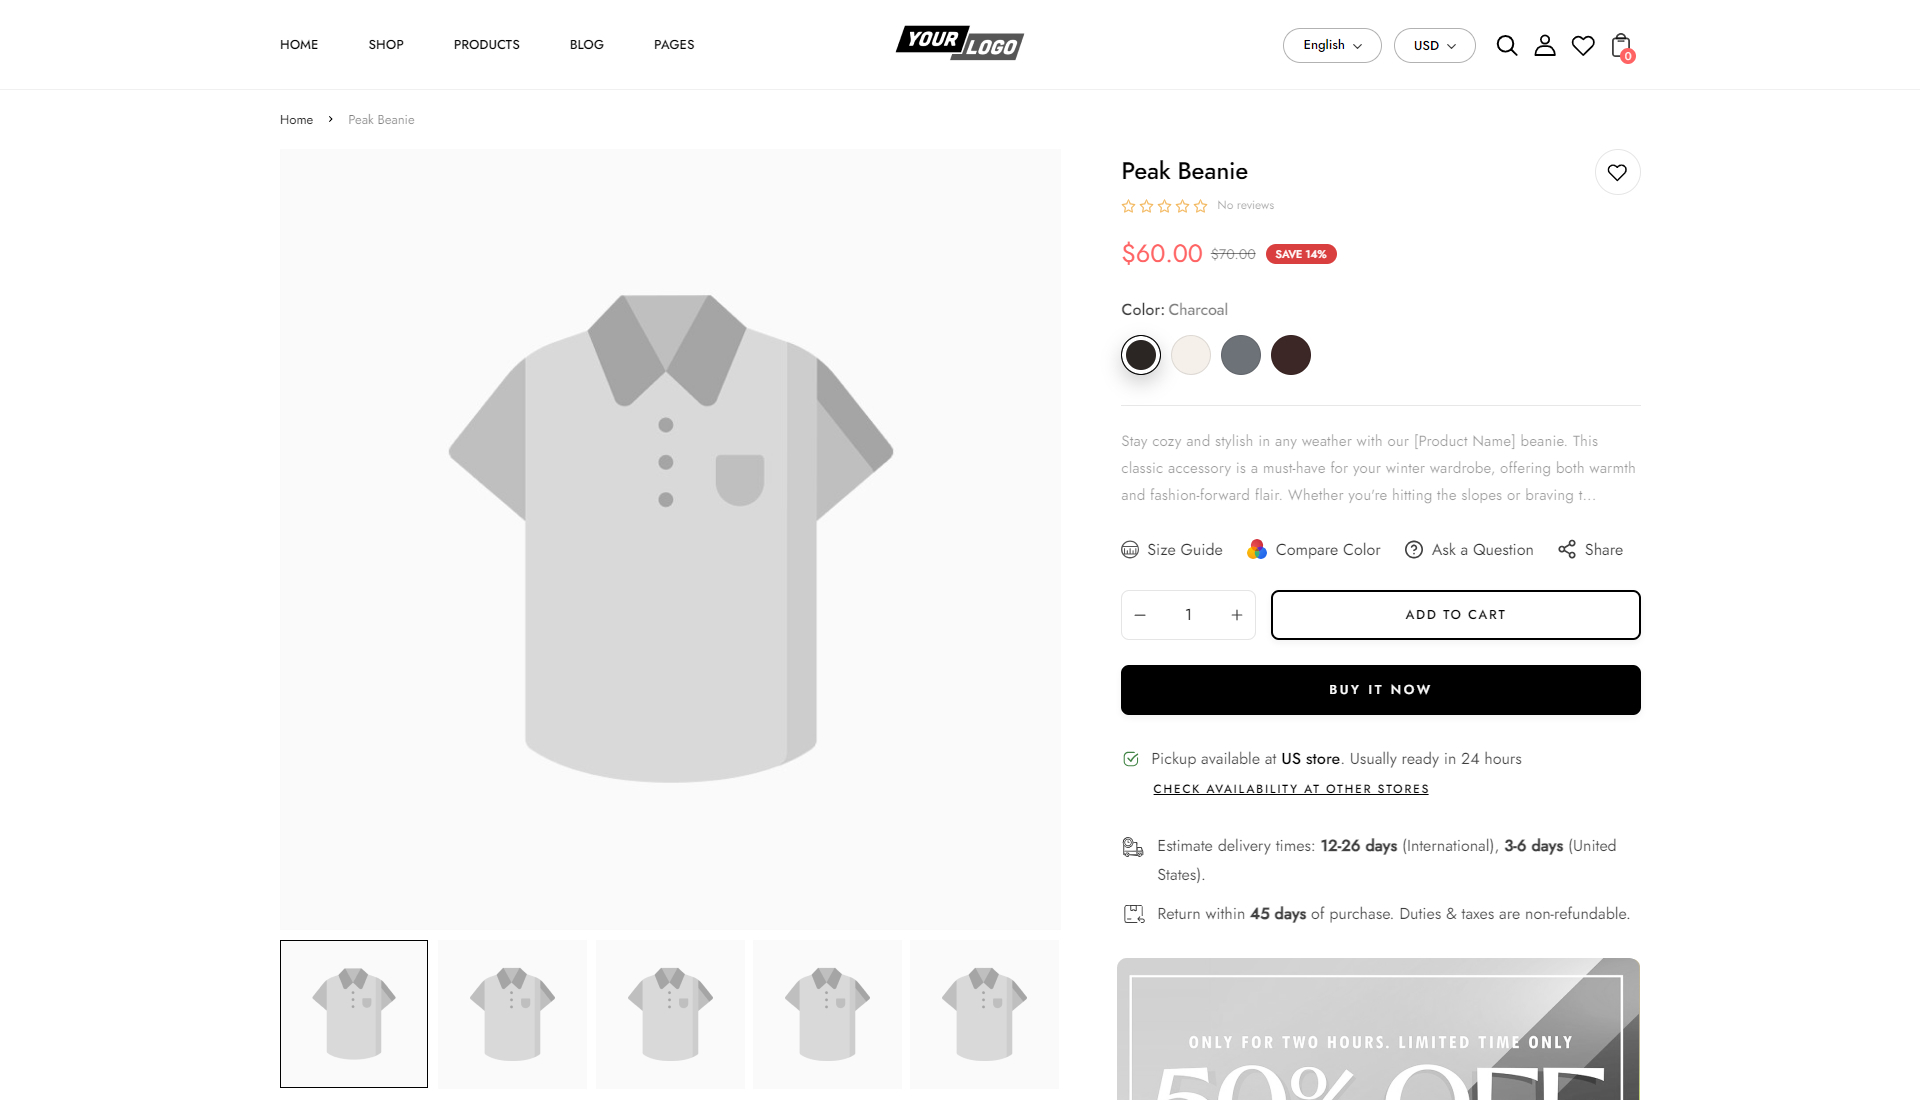 HOME SHOP PRODUCTS BLOG PAGES
YOUR LOGO
English USD
0
Home Peak Beanie
Peak Beanie
No reviews
$60.00 $70.00 SAVE 14%
Color: Charcoal
Stay cozy and stylish in any weather with our [Product Name] beanie. This
classic accessory is a must-have for your winter wardrobe, offering both warmth
and fashion-forward flair. Whether you're hitting the slopes or braving t...
Size Guide Compare Color Ask a Question Share
1 ADD TO CART
BUY IT NOW
Pickup available at US store. Usually ready in 24 hours
CHECK AVAILABILITY AT OTHER STORES
Estimate delivery times: 12-26 days (International), 3-6 days (United
States).
Return within 45 days of purchase. Duties & taxes are non-refundable.
ONLY FOR TWO HOURS. LIMITED TIME ONLY
50% OFF